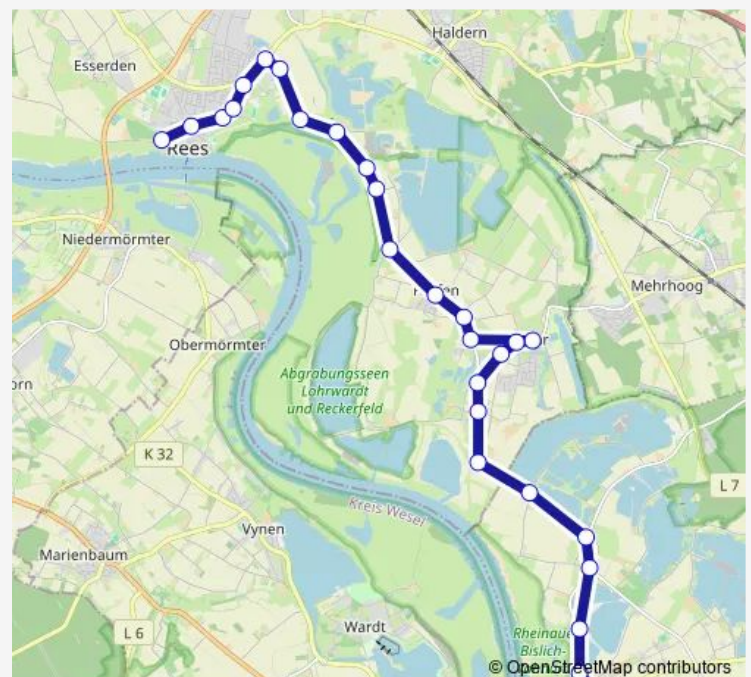 Haldern
Esserden
Rees
Niedermörmter
Mehrhoog
Obermörmter
Abgrabungsseen
Lohrwardt
und Reckerfeld
K 32
L 7
Kreis Wesel
Vynen
Marienbaum
L 6
Wardt
Rheinaue
Bislich-
© OpenStreetMap contributors